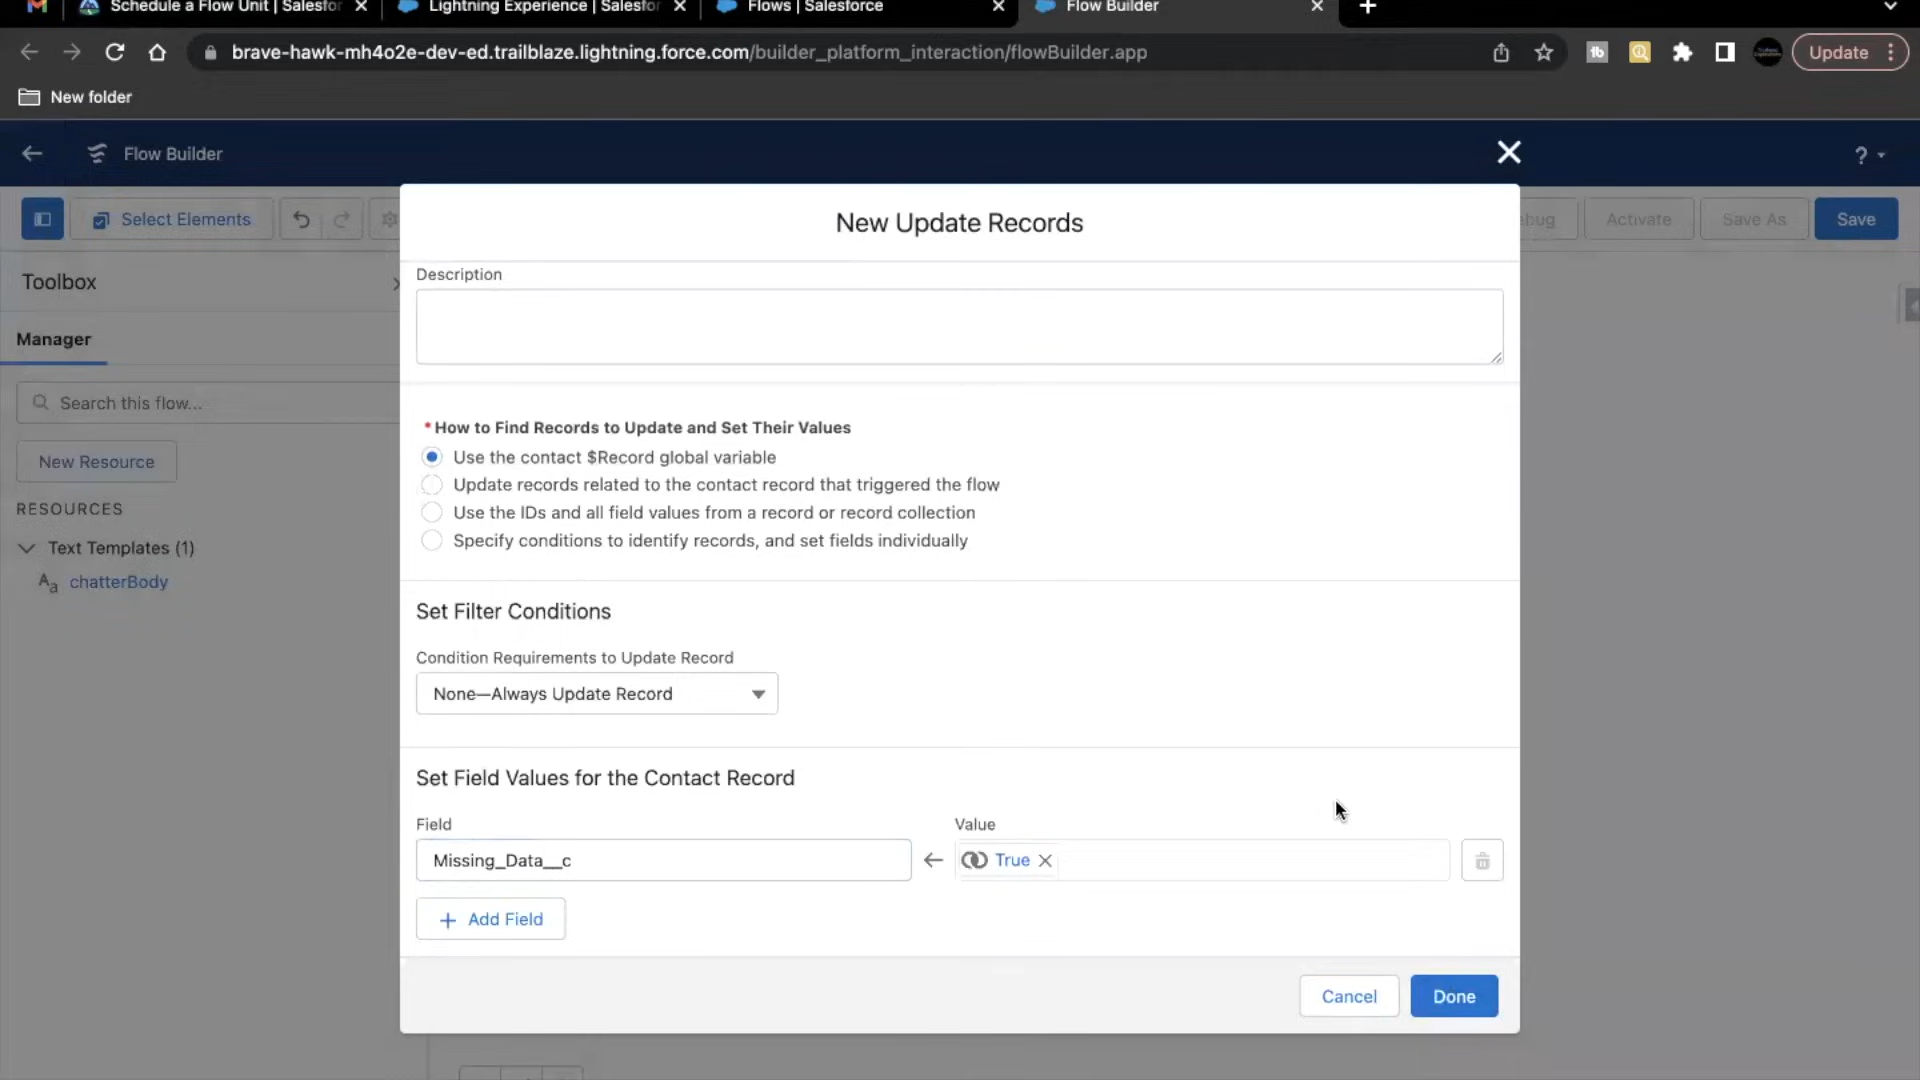 Schedule a Flow Unit | Salesfor
Lightning Experience | Salesfor
Flows | Salesforce
Flow Builder
brave-hawk-mh4o2e-dev-ed.trailblaze.lightning.force.com/builder_platform_interaction/flowBuilder.app
Update
New folder
Flow Builder
?
Select Elements
bug
Activate
Save As
Save
New Update Records
Toolbox
Manager
Search this flow...
New Resource
RESOURCES
Text Templates (1)
Aa chatterBody
Description
* How to Find Records to Update and Set Their Values
Use the contact $Record global variable
Update records related to the contact record that triggered the flow
Use the IDs and all field values from a record or record collection
Specify conditions to identify records, and set fields individually
Set Filter Conditions
Condition Requirements to Update Record
None—Always Update Record
Set Field Values for the Contact Record
Field
Value
Missing_Data__c
True
+ Add Field
Cancel
Done